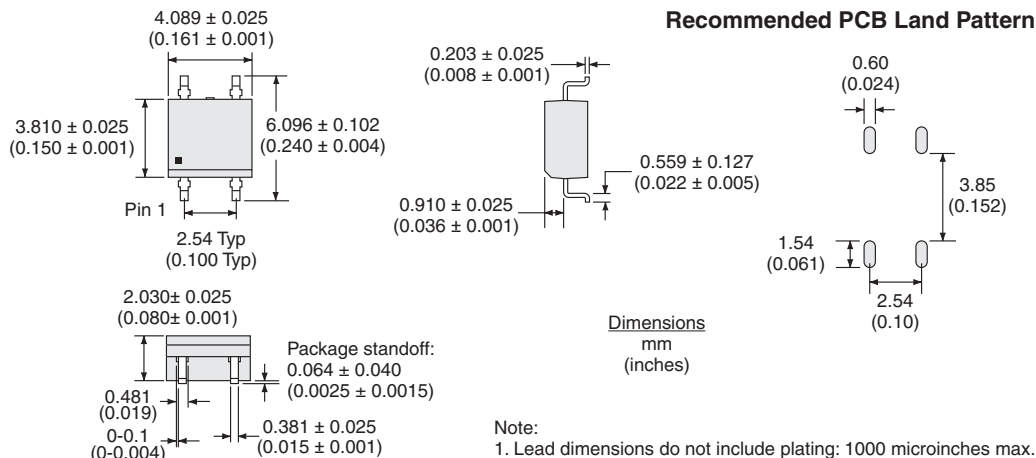 4.089 ± 0.025
(0.161 ± 0.001)
Recommended PCB Land Pattern
0.203 ± 0.025
(0.008 ± 0.001)
0.60
(0.024)
3.810 ± 0.025
(0.150 ± 0.001)
6.096 ± 0.102
(0.240 ± 0.004)
0.559 ± 0.127
(0.022 ± 0.005)
3.85
(0.152)
Pin 1
0.910 ± 0.025
(0.036 ± 0.001)
2.54 Typ
(0.100 Typ)
1.54
(0.061)
2.54
(0.10)
2.030± 0.025
(0.080± 0.001)
Dimensions
mm
(inches)
Package standoff:
0.064 ± 0.040
(0.0025 ± 0.0015)
0.481
(0.019)
0-0.1
(0-0.004)
0.381 ± 0.025
(0.015 ± 0.001)
Note:
1. Lead dimensions do not include plating: 1000 microinches max.